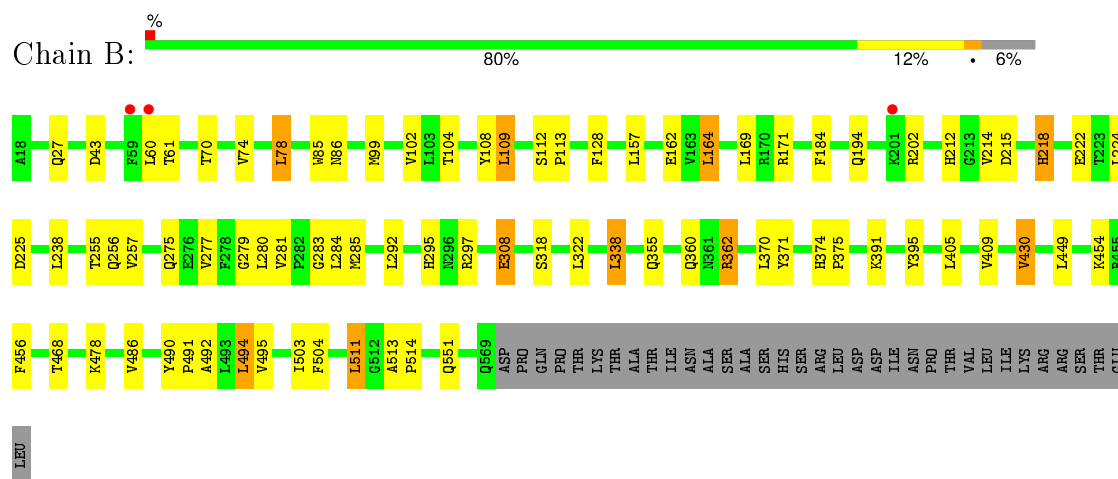 %
Chain B:
80% 12% • 6%
A18 Q27 D43 F59 L60 T61 T70 V74 L78 W85 N86 M99 V102 L103 T104 Y108 L109 S112 P113 F128 L157 E162 V163 L164 L169 R170 R171 F184 Q194 K201 R202 H212 G213 V214 D215 H218 E222 T223 L224
D225 L238 T255 Q256 V257 Q275 E276 V277 F278 G279 L280 V281 P282 G283 L284 M285 L292 H295 N296 R297 E308 S318 L322 L338 Q355 Q360 N361 R362 L370 Y371 H374 P375 K391 Y395 L405 V409 V430 L449 K454 R455
F456 T468 K478 V486 Y490 P491 A492 L493 L494 V495 I503 F504 L511 G512 A513 P514 Q551 Q569 ASP PRO GLN PRO THR LYS THR ALA THR ILE ASN ALA SER ALA SER HIS SER ARG LEU ASP ASP ILE ASN PRO THR VAL LEU ILE LYS ARG ARG SER THR GLU
LEU